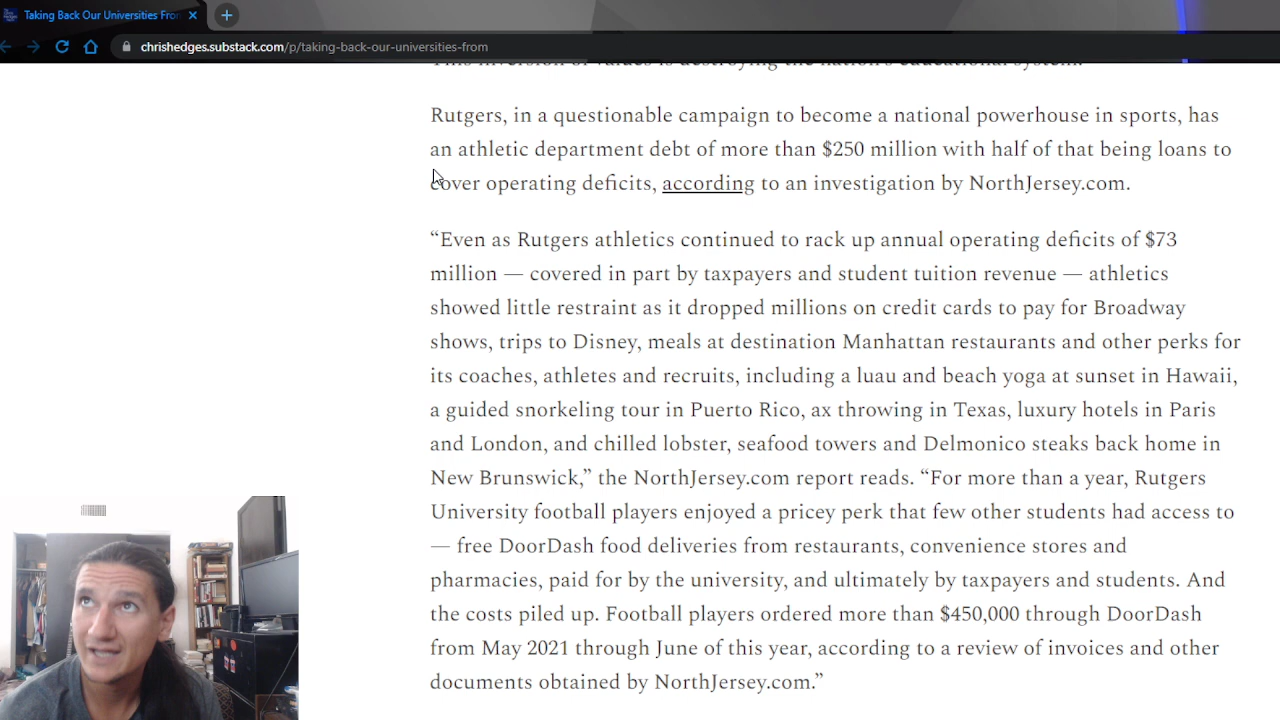 Taking Back Our Universities From
chrishedges.substack.com/p/taking-back-our-universities-from
This inversion of values is destroying the nation's educational system.
Rutgers, in a questionable campaign to become a national powerhouse in sports, has
an athletic department debt of more than $250 million with half of that being loans to
cover operating deficits, according to an investigation by NorthJersey.com.
“Even as Rutgers athletics continued to rack up annual operating deficits of $73
million — covered in part by taxpayers and student tuition revenue — athletics
showed little restraint as it dropped millions on credit cards to pay for Broadway
shows, trips to Disney, meals at destination Manhattan restaurants and other perks for
its coaches, athletes and recruits, including a luau and beach yoga at sunset in Hawaii,
a guided snorkeling tour in Puerto Rico, ax throwing in Texas, luxury hotels in Paris
and London, and chilled lobster, seafood towers and Delmonico steaks back home in
New Brunswick,” the NorthJersey.com report reads. “For more than a year, Rutgers
University football players enjoyed a pricey perk that few other students had access to
— free DoorDash food deliveries from restaurants, convenience stores and
pharmacies, paid for by the university, and ultimately by taxpayers and students. And
the costs piled up. Football players ordered more than $450,000 through DoorDash
from May 2021 through June of this year, according to a review of invoices and other
documents obtained by NorthJersey.com.”